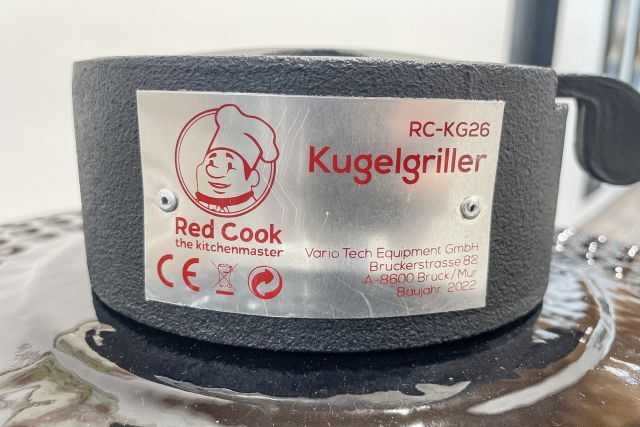 RC-KG26
Kugelgriller
Red Cook
the kitchenmaster
CE
Vario Tech Equipment GmbH
Bruckerstrasse 82
A-8600 Bruck/Mur
Baujahr 2022